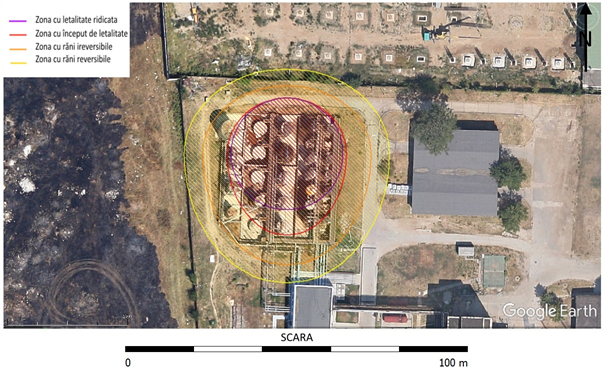 Zona cu letalitate ridicata
Zona cu început de letalitate
Zona cu răni ireversibile
Zona cu răni reversibile
N
Google Earth
SCARA
0 100 m